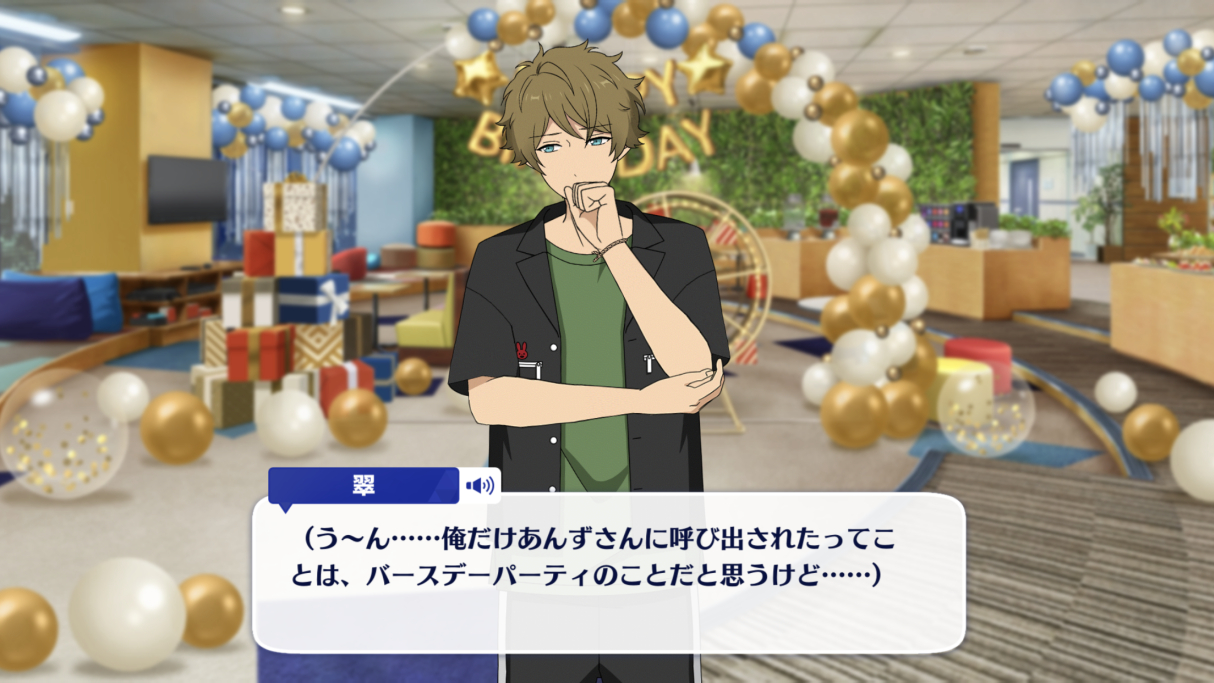 BI DAY
翠
（う～ん……俺だけあんずさんに呼び出されたってこ
とは、バースデーパーティのことだと思うけど……）